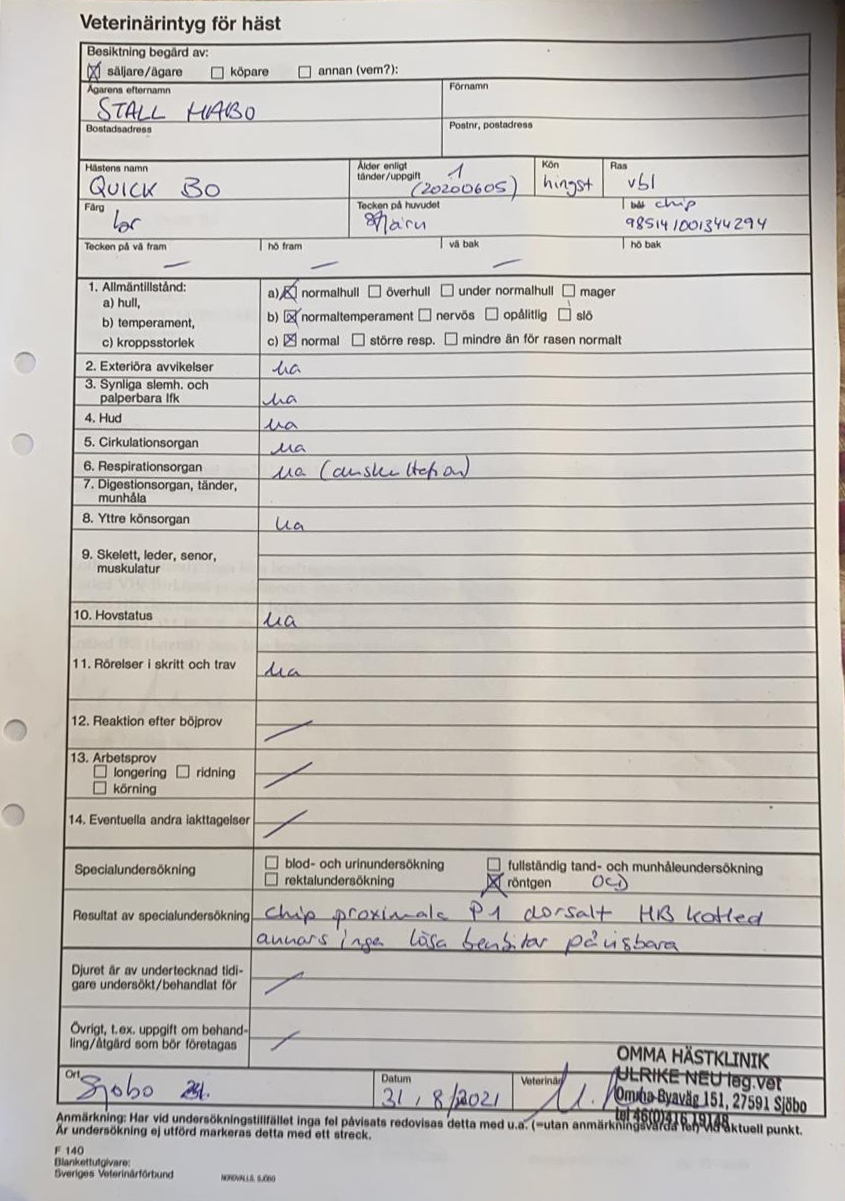 Veterinärintyg för häst
Besiktning begärd av:
säljare/ägare köpare annan (vem?):
Ägarens efternamn Förnamn
STALL HABO
Bostadsadress Postnr, postadress
Hästens namn Ålder enligt tänder/uppgift Kön Ras
QUICK BO 1 (20200605) hingst vbl
Färg Tecken på huvudet chip
br Stjärn 985141001344294
Tecken på vä fram hö fram vä bak hö bak
1. Allmäntillstånd:
a) hull, a) normalhull överhull under normalhull mager
b) temperament, b) normaltemperament nervös opålitlig slö
c) kroppsstorlek c) normal större resp. mindre än för rasen normalt
2. Exteriöra avvikelser ua
3. Synliga slemh. och
palperbara lfk ua
4. Hud ua
5. Cirkulationsorgan ua
6. Respirationsorgan ua (auskultation)
7. Digestionsorgan, tänder,
munhåla
8. Yttre könsorgan ua
9. Skelett, leder, senor,
muskulatur
10. Hovstatus ua
11. Rörelser i skritt och trav ua
12. Reaktion efter böjprov
13. Arbetsprov
longering ridning
körning
14. Eventuella andra iakttagelser
Specialundersökning blod- och urinundersökning fullständig tand- och munhåleundersökning
rektalundersökning röntgen OCD
Resultat av specialundersökning chip proximala P1 dorsalt HB kotled
annars inga lösa benbitar påvisbara
Djuret är av undertecknad tidi-
gare undersökt/behandlat för
Övrigt, t.ex. uppgift om behand-
ling/åtgärd som bör företagas
OMMA HÄSTKLINIK
ULRIKE NEU leg.vet
Omma Byaväg 151, 27591 Sjöbo
tel 46(0)416 19148
Ort Datum Veterinär
Sjöbo 31/8/2021
Anmärkning: Har vid undersökningstillfället inga fel påvisats redovisas detta med u.a. (=utan anmärkningsvärda fel) vid aktuell punkt.
Är undersökning ej utförd markeras detta med ett streck.
F 140
Blankettutgivare:
Sveriges Veterinärförbund NORDVALLS, SJÖBO